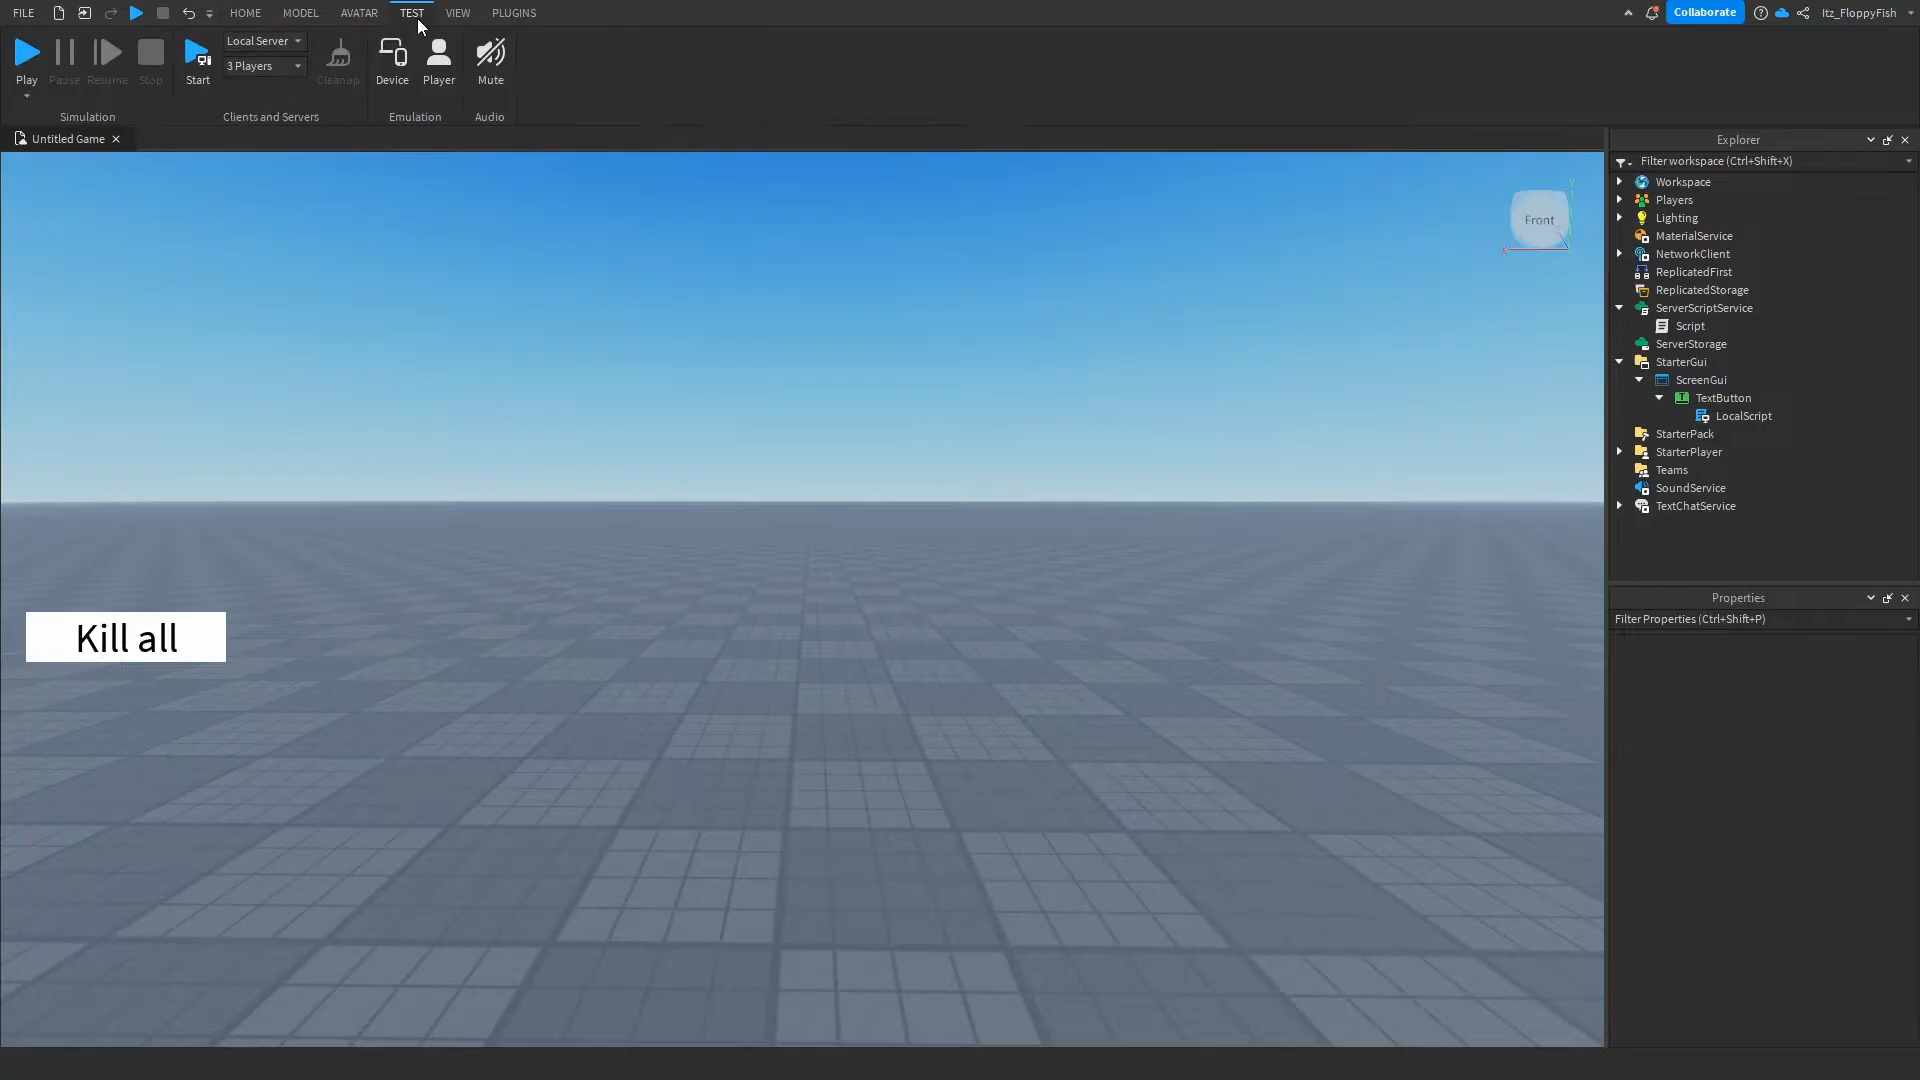 FILE HOME MODEL AVATAR TEST VIEW PLUGINS Collaborate Itz_FloppyFish
Play Pause Resume Stop Start Local Server 3 Players Cleanup Device Player Mute
Simulation Clients and Servers Emulation Audio
Untitled Game
Explorer
Filter workspace (Ctrl+Shift+X)
Workspace
Players
Lighting
MaterialService
NetworkClient
ReplicatedFirst
ReplicatedStorage
ServerScriptService
Script
ServerStorage
StarterGui
ScreenGui
TextButton
LocalScript
StarterPack
StarterPlayer
Teams
SoundService
TextChatService
Front
X
Y
Kill all
Properties
Filter Properties (Ctrl+Shift+P)